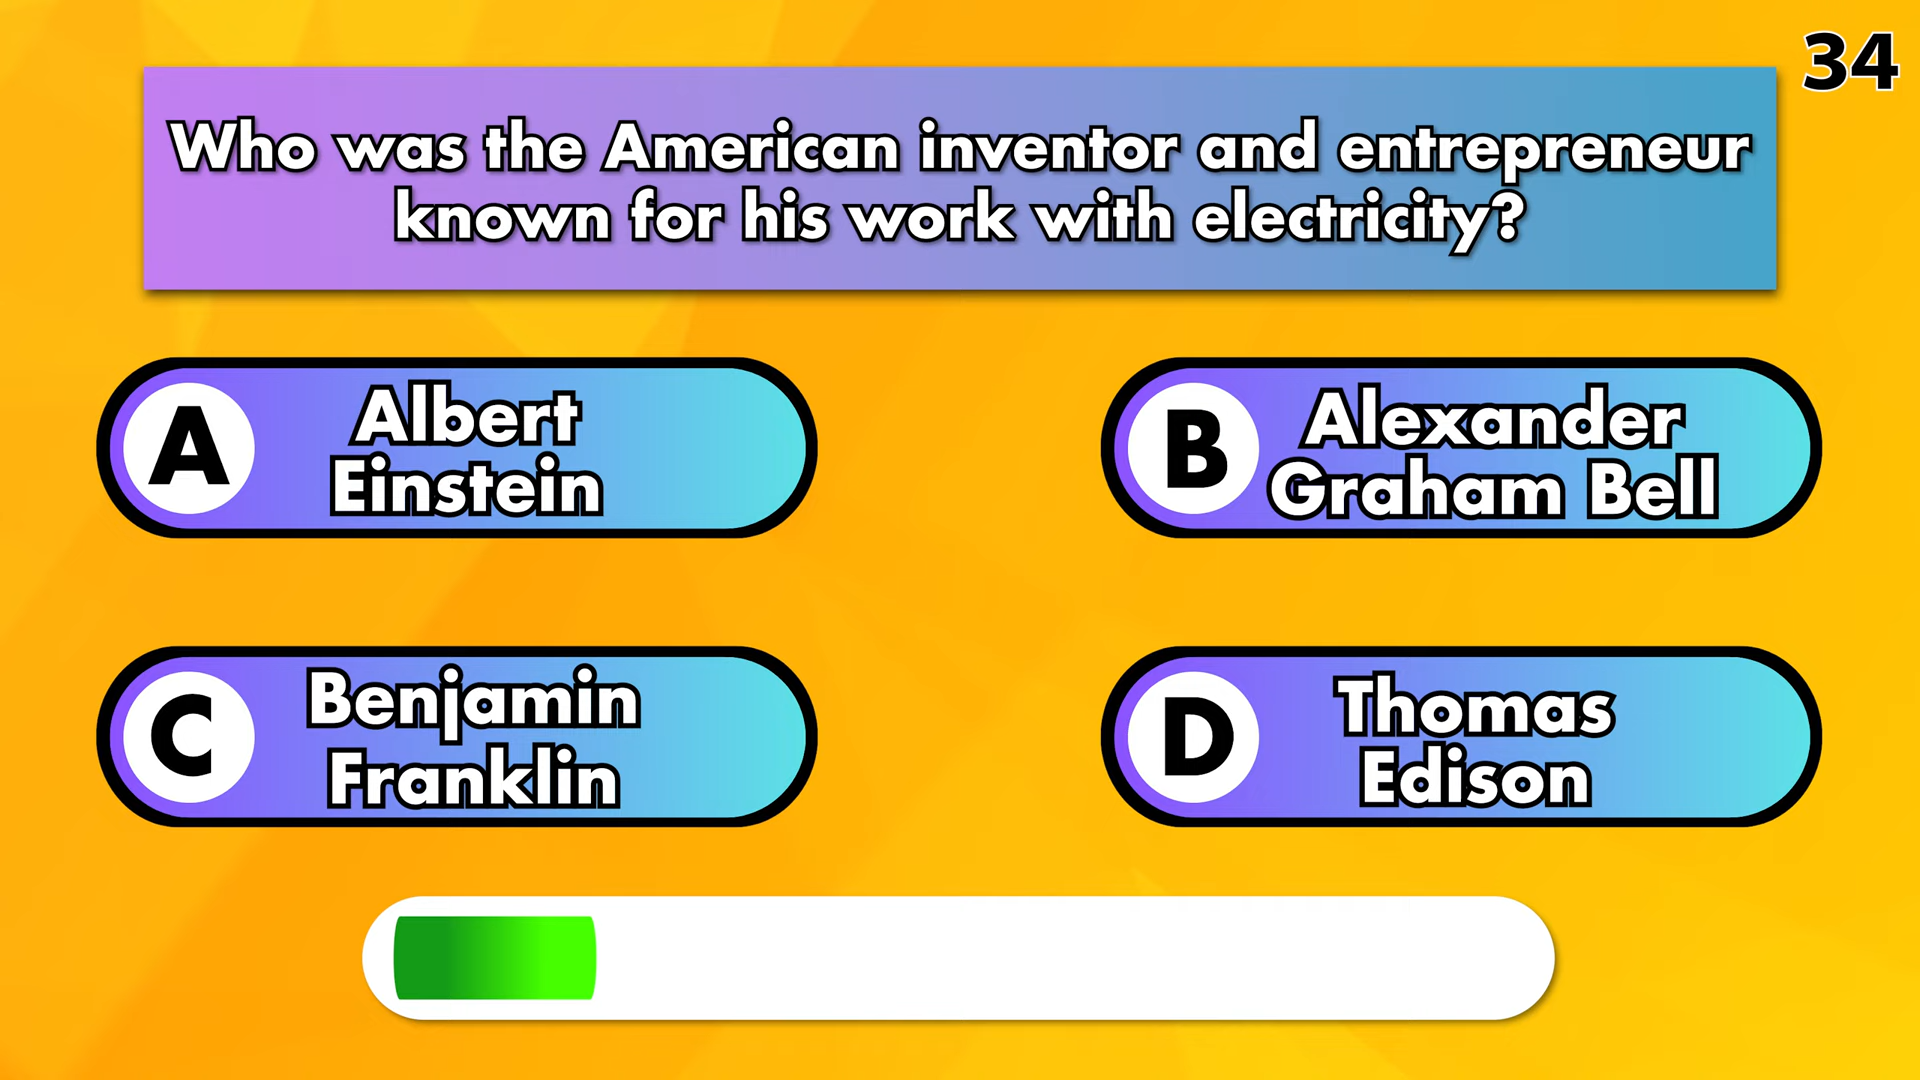 34
Who was the American inventor and entrepreneur
known for his work with electricity?
A
Albert
Einstein
B
Alexander
Graham Bell
C
Benjamin
Franklin
D
Thomas
Edison